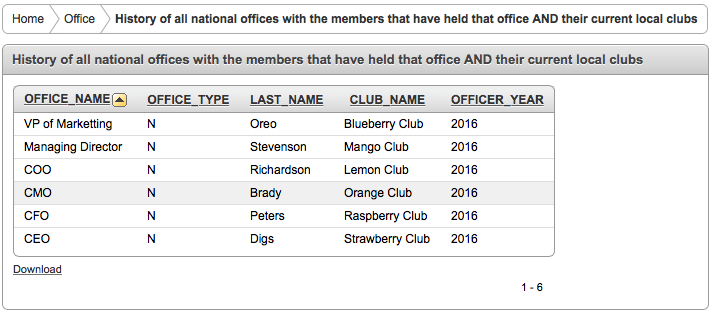 Home Office History of all national offices with the members that have held that office AND their current local clubs
History of all national offices with the members that have held that office AND their current local clubs
OFFICE_NAME OFFICE_TYPE LAST_NAME CLUB_NAME OFFICER_YEAR
VP of Marketting N Oreo Blueberry Club 2016
Managing Director N Stevenson Mango Club 2016
COO N Richardson Lemon Club 2016
CMO N Brady Orange Club 2016
CFO N Peters Raspberry Club 2016
CEO N Digs Strawberry Club 2016
Download
1 - 6